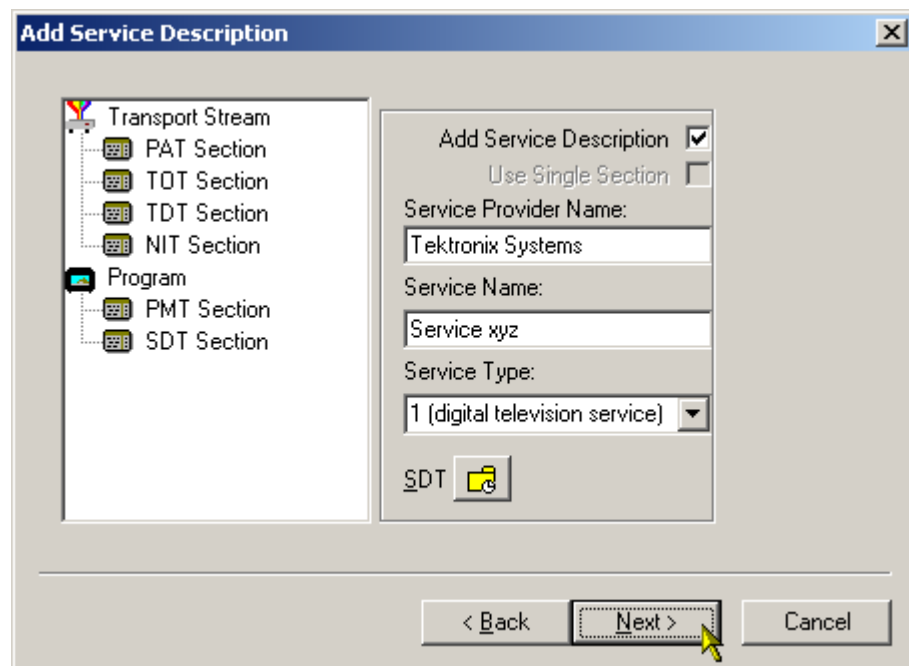 Add Service Description
Transport Stream
PAT Section
TOT Section
TDT Section
NIT Section
Program
PMT Section
SDT Section
Add Service Description
Use Single Section
Service Provider Name:
Tektronix Systems
Service Name:
Service xyz
Service Type:
1 (digital television service)
SDT
< Back
Next >
Cancel